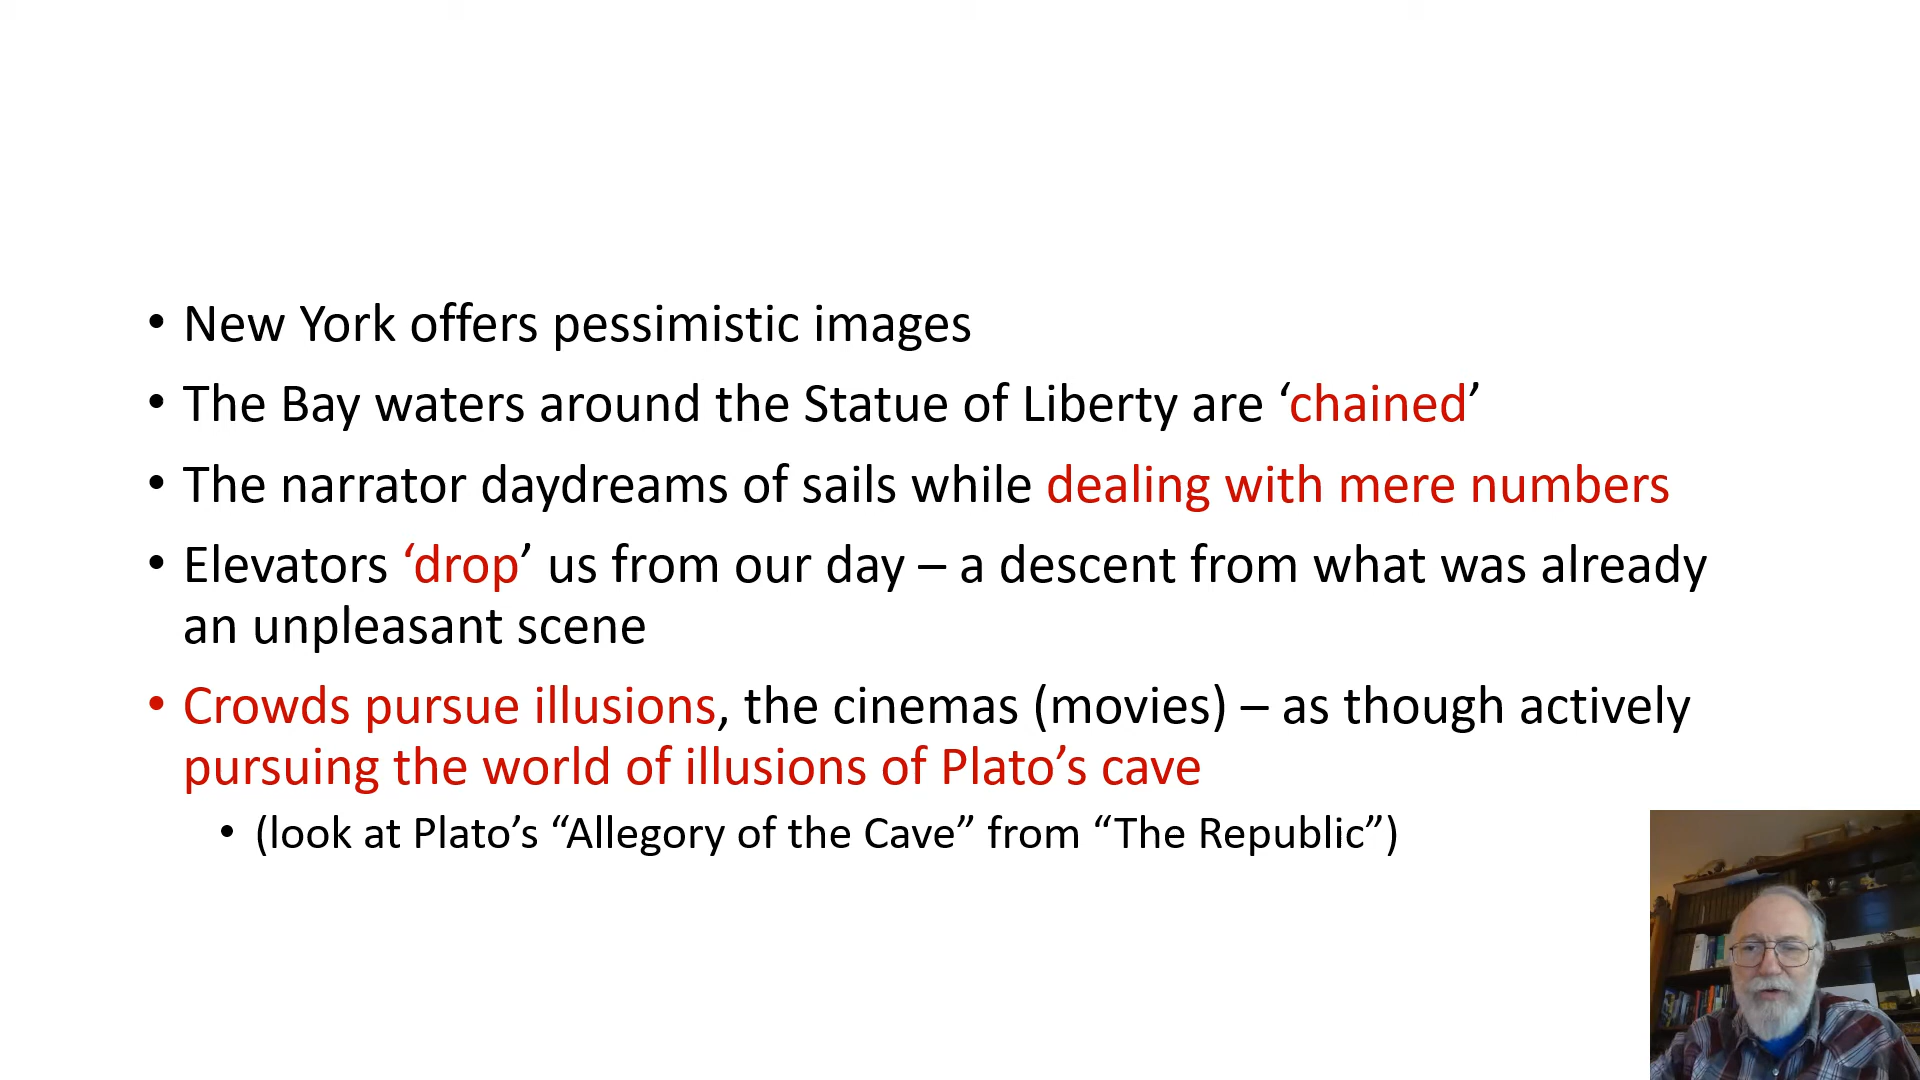 • New York offers pessimistic images
• The Bay waters around the Statue of Liberty are ‘chained’
• The narrator daydreams of sails while dealing with mere numbers
• Elevators ‘drop’ us from our day – a descent from what was already
an unpleasant scene
• Crowds pursue illusions, the cinemas (movies) – as though actively
pursuing the world of illusions of Plato’s cave
• (look at Plato’s “Allegory of the Cave” from “The Republic”)